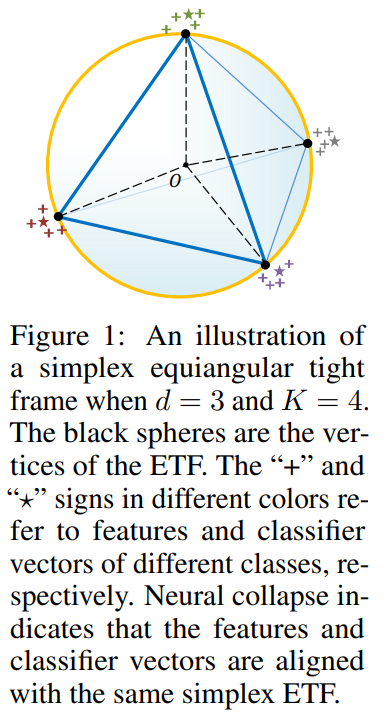 O
Figure 1: An illustration of
a simplex equiangular tight
frame when d = 3 and K = 4.
The black spheres are the ver-
tices of the ETF. The “+” and
“⋆” signs in different colors re-
fer to features and classifier
vectors of different classes, re-
spectively. Neural collapse in-
dicates that the features and
classifier vectors are aligned
with the same simplex ETF.